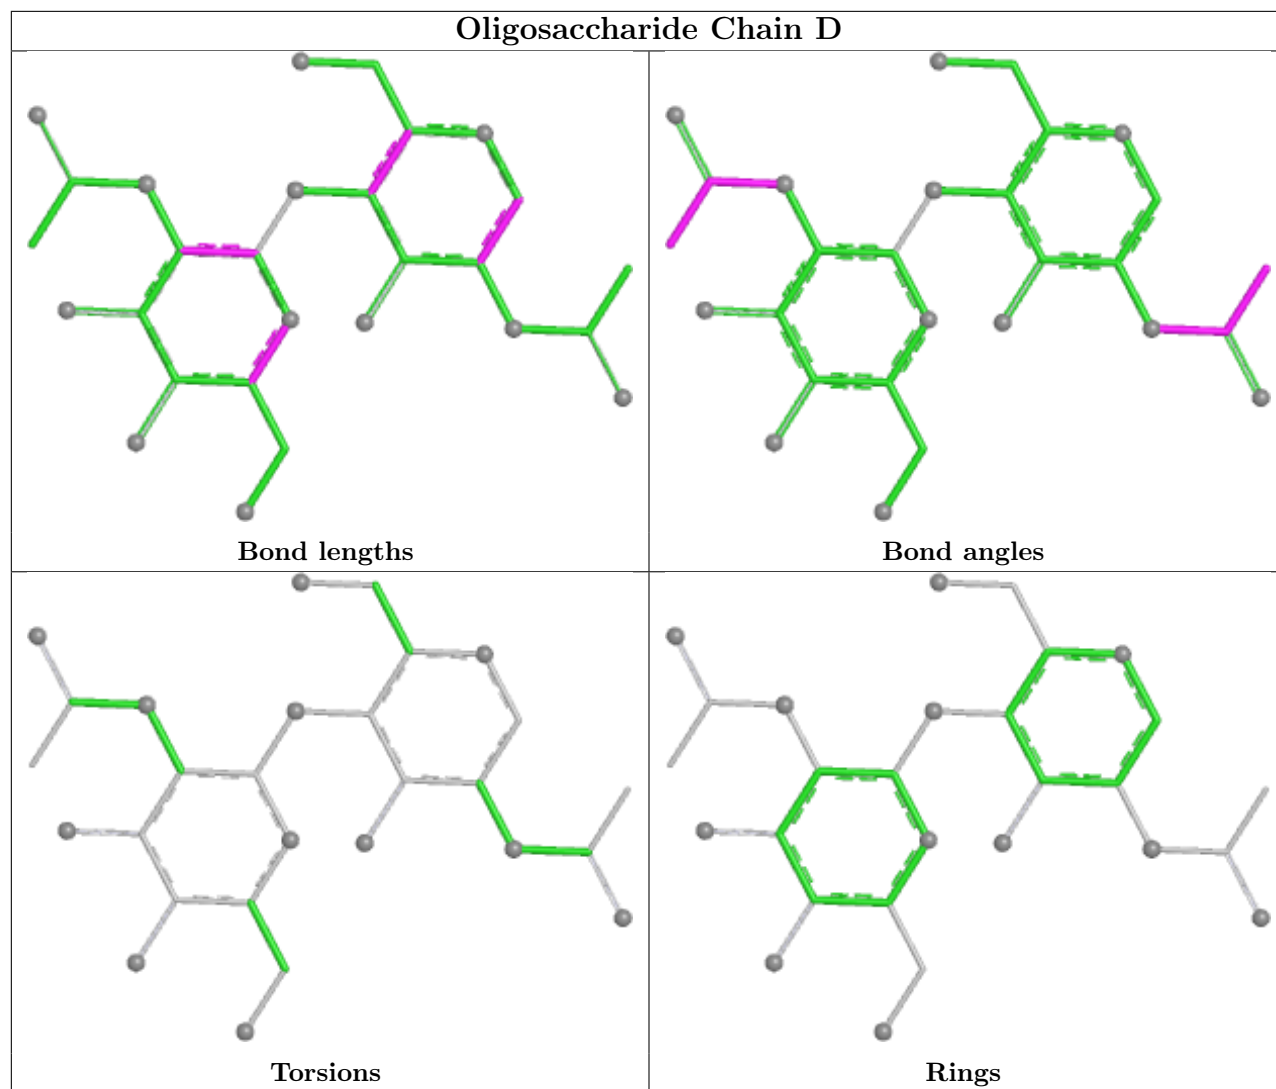 Oligosaccharide Chain D
Bond lengths
Bond angles
Torsions
Rings